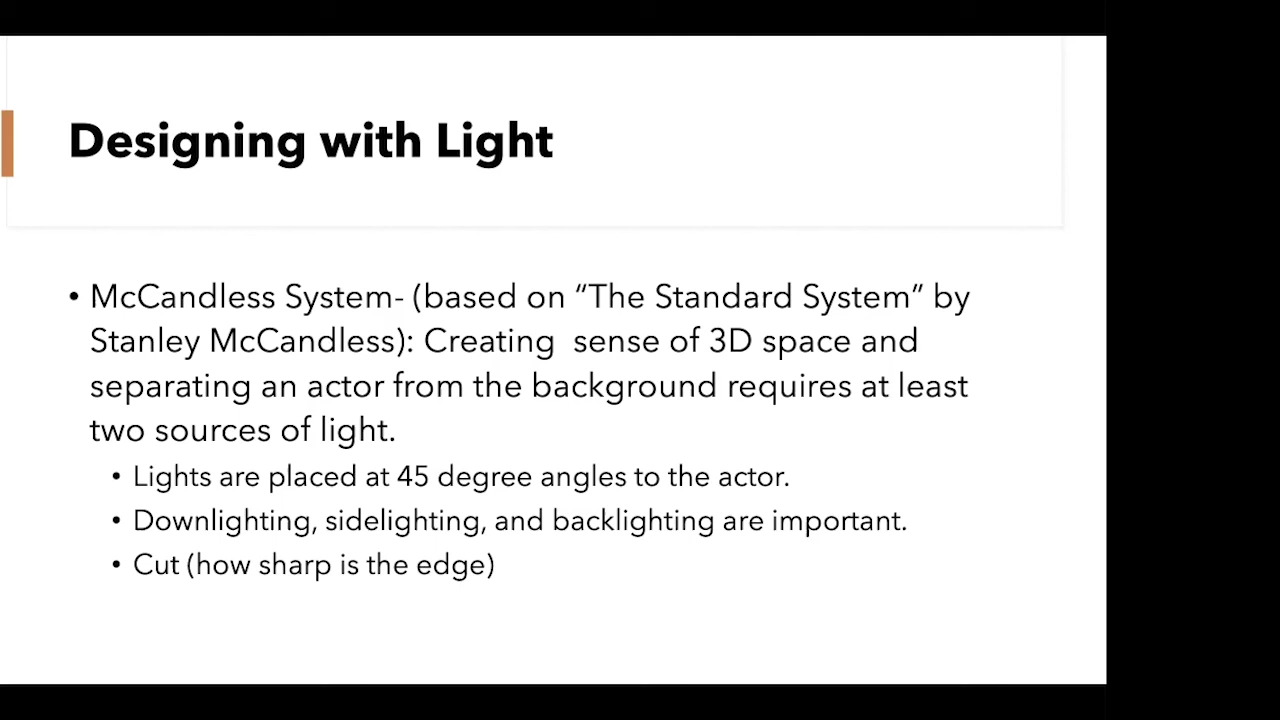 Designing with Light
• McCandless System- (based on “The Standard System” by
Stanley McCandless): Creating  sense of 3D space and
separating an actor from the background requires at least
two sources of light.
• Lights are placed at 45 degree angles to the actor.
• Downlighting, sidelighting, and backlighting are important.
• Cut (how sharp is the edge)